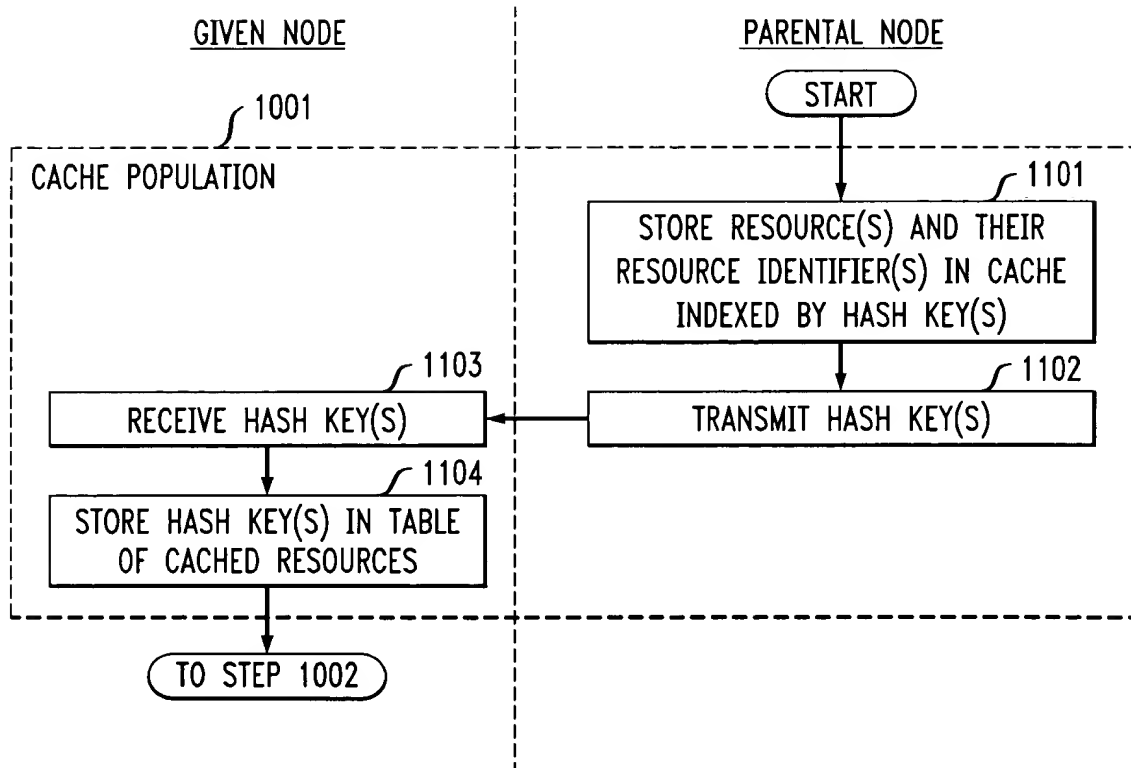 GIVEN NODE
PARENTAL NODE
START
1001
CACHE POPULATION
1101
STORE RESOURCE(S) AND THEIR
RESOURCE IDENTIFIER(S) IN CACHE
INDEXED BY HASH KEY(S)
1102
TRANSMIT HASH KEY(S)
1103
RECEIVE HASH KEY(S)
1104
STORE HASH KEY(S) IN TABLE
OF CACHED RESOURCES
TO STEP 1002